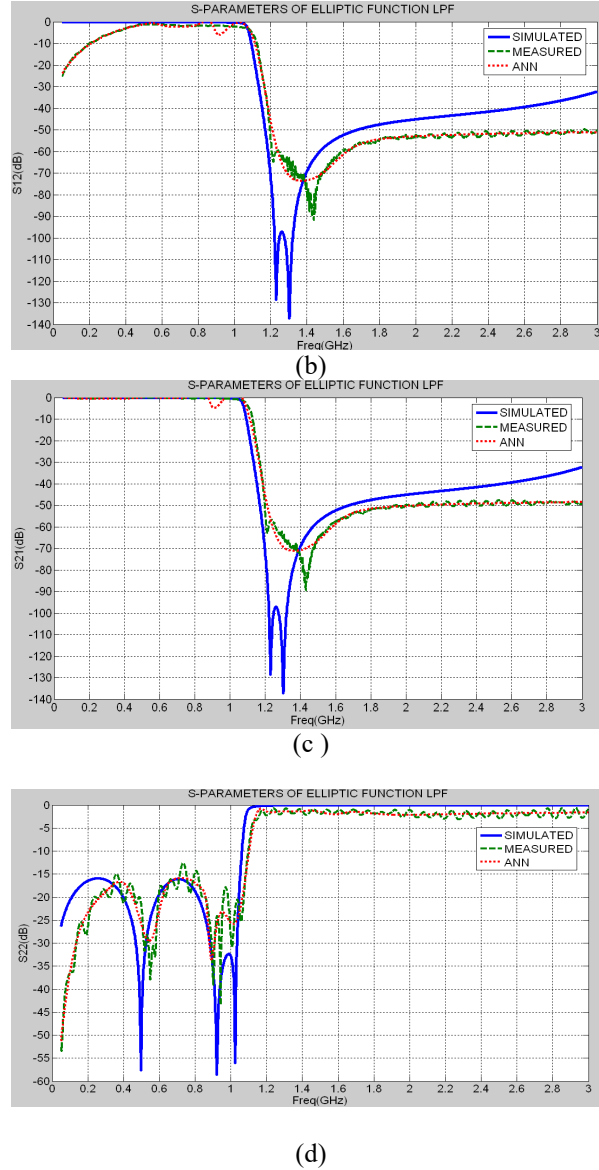 S-PARAMETERS OF ELLIPTIC FUNCTION LPF
0
-10
-20
-30
-40
-50
-60
-70
-80
-90
-100
-110
-120
-130
-140
S12(dB)
SIMULATED
MEASURED
ANN
0 0.2 0.4 0.6 0.8 1 1.2 1.4 1.6 1.8 2 2.2 2.4 2.6 2.8 3
Freq(GHz)
(b)
S-PARAMETERS OF ELLIPTIC FUNCTION LPF
0
-10
-20
-30
-40
-50
-60
-70
-80
-90
-100
-110
-120
-130
-140
S21(dB)
SIMULATED
MEASURED
ANN
0 0.2 0.4 0.6 0.8 1 1.2 1.4 1.6 1.8 2 2.2 2.4 2.6 2.8 3
Freq(GHz)
(c )
S-PARAMETERS OF ELLIPTIC FUNCTION LPF
0
-5
-10
-15
-20
-25
-30
-35
-40
-45
-50
-55
-60
S22(dB)
SIMULATED
MEASURED
ANN
0 0.2 0.4 0.6 0.8 1 1.2 1.4 1.6 1.8 2 2.2 2.4 2.6 2.8 3
Freq(GHz)
(d)